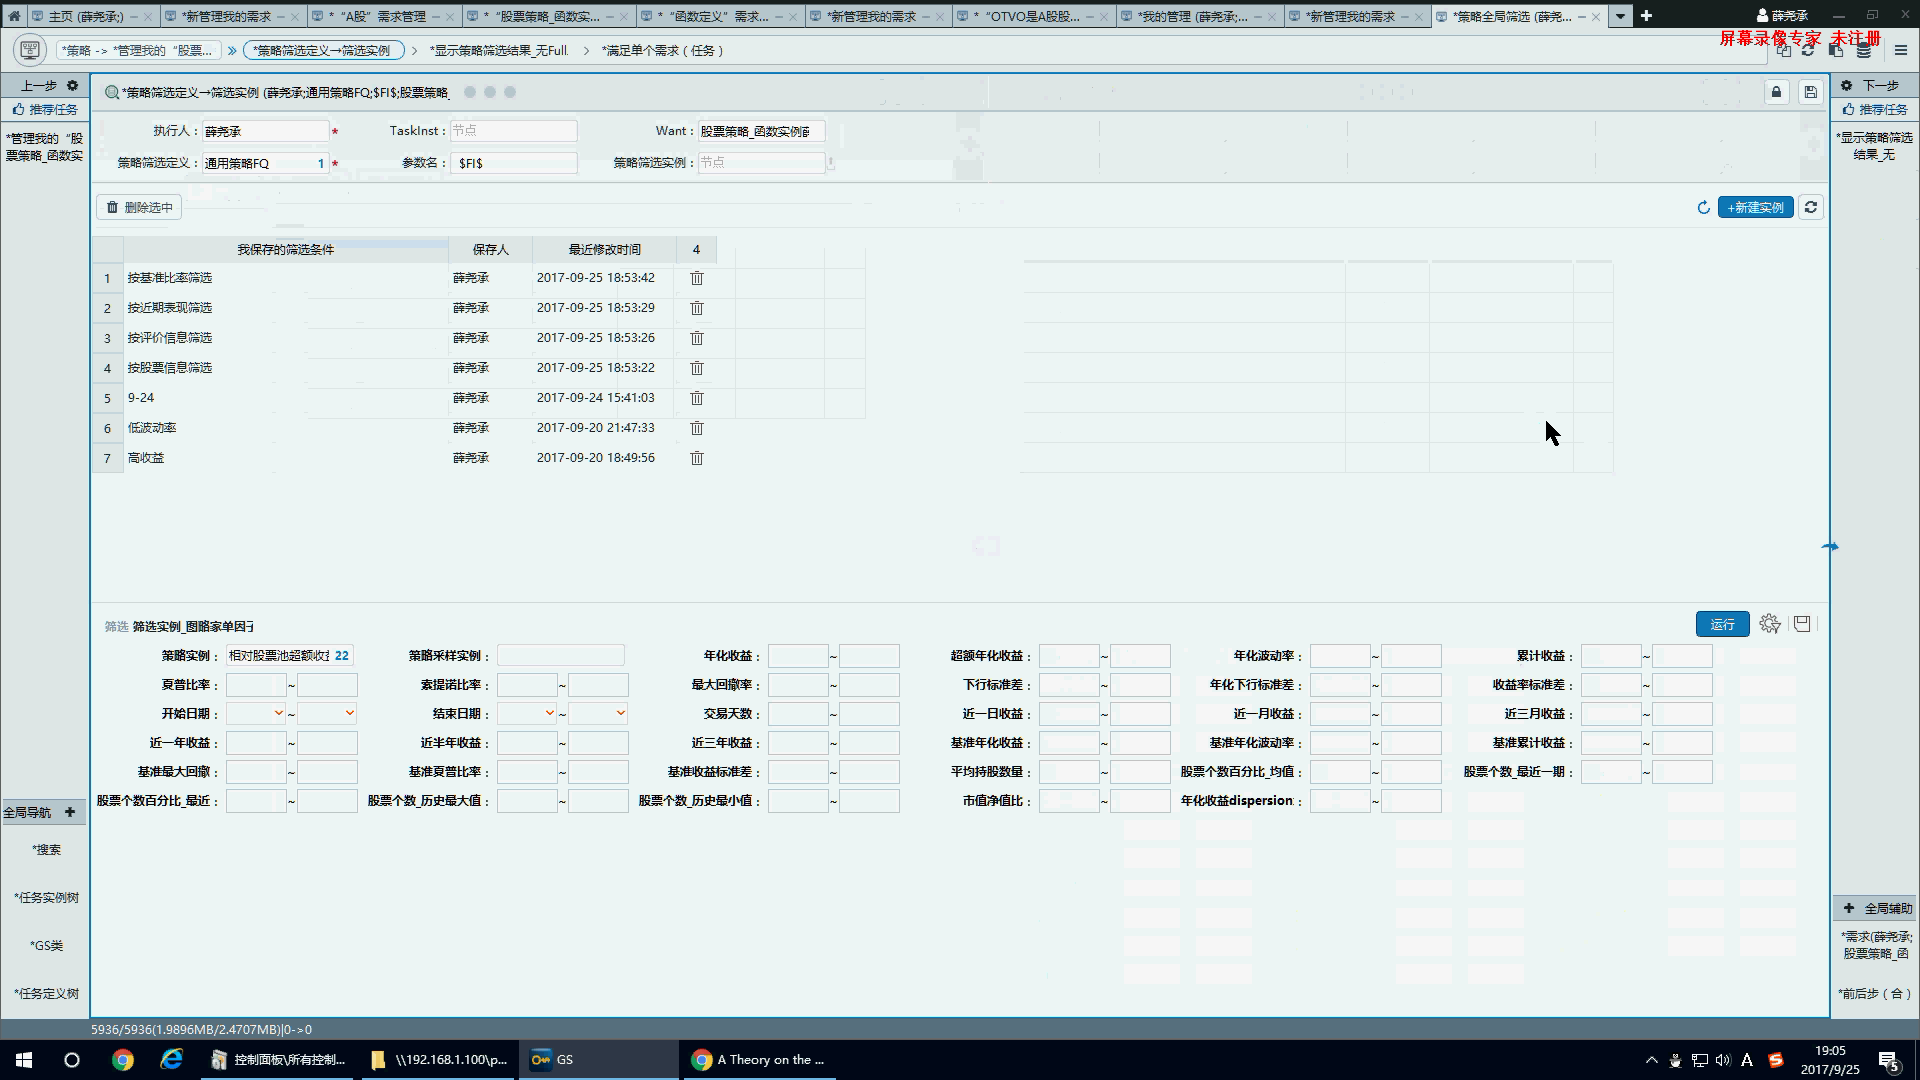 主页 (薛尧承;)
*新管理我的需求
*“A股”需求管理
*“股票策略_函数实...
*“函数定义”需求...
*新管理我的需求
*“OTVO是A股股...
*我的管理 (薛尧承;...
*新管理我的需求
*策略全局筛选 (薛尧...
薛尧承
屏幕录像专家 未注册
*策略 -> *管理我的“股票...
*策略筛选定义→筛选实例
*显示策略筛选结果_无Full
*满足单个需求 ( 任务 )
上一步
推荐任务
*管理我的“股
票策略_函数实
*策略筛选定义→筛选实例 (薛尧承;通用策略FQ;$FI$;股票策略_
下一步
推荐任务
*显示策略筛选
结果_无
执行人 : 薛尧承 *
TaskInst : 节点
Want : 股票策略_函数实例
策略筛选定义 : 通用策略FQ 1 *
参数名 : $FI$
策略筛选实例 : 节点
删除选中
+新建实例
我保存的筛选条件 保存人 最近修改时间 4
1 按基准比率筛选 薛尧承 2017-09-25 18:53:42
2 按近期表现筛选 薛尧承 2017-09-25 18:53:29
3 按评价信息筛选 薛尧承 2017-09-25 18:53:26
4 按股票信息筛选 薛尧承 2017-09-25 18:53:22
5 9-24 薛尧承 2017-09-24 15:41:03
6 低波动率 薛尧承 2017-09-20 21:47:33
7 高收益 薛尧承 2017-09-20 18:49:56
筛选 筛选实例_图略家单因子
运行
策略实例 : 相对股票池超额收益 22 策略采样实例 : 年化收益 : ~ 超额年化收益 : ~ 年化波动率 : ~ 累计收益 : ~
夏普比率 : ~ 索提诺比率 : ~ 最大回撤率 : ~ 下行标准差 : ~ 年化下行标准差 : ~ 收益率标准差 : ~
开始日期 : ~ 结束日期 : ~ 交易天数 : ~ 近一日收益 : ~ 近一月收益 : ~ 近三月收益 : ~
近一年收益 : ~ 近半年收益 : ~ 近三年收益 : ~ 基准年化收益 : ~ 基准年化波动率 : ~ 基准累计收益 : ~
基准最大回撤 : ~ 基准夏普比率 : ~ 基准收益标准差 : ~ 平均持股数量 : ~ 股票个数百分比_均值 : ~ 股票个数_最近一期 : ~
股票个数百分比_最近 : ~ 股票个数_历史最大值 : ~ 股票个数_历史最小值 : ~ 市值净值比 : ~ 年化收益dispersion : ~
全局导航
*搜索
*任务实例树
*GS类
*任务定义树
全局辅助
*需求(薛尧承;
股票策略_函
*前后步 ( 合 )
5936/5936(1.9896MB/2.4707MB)|0->0
控制面板\所有控制...
\\192.168.1.100\p...
GS
A Theory on the ...
A
19:05
2017/9/25
5